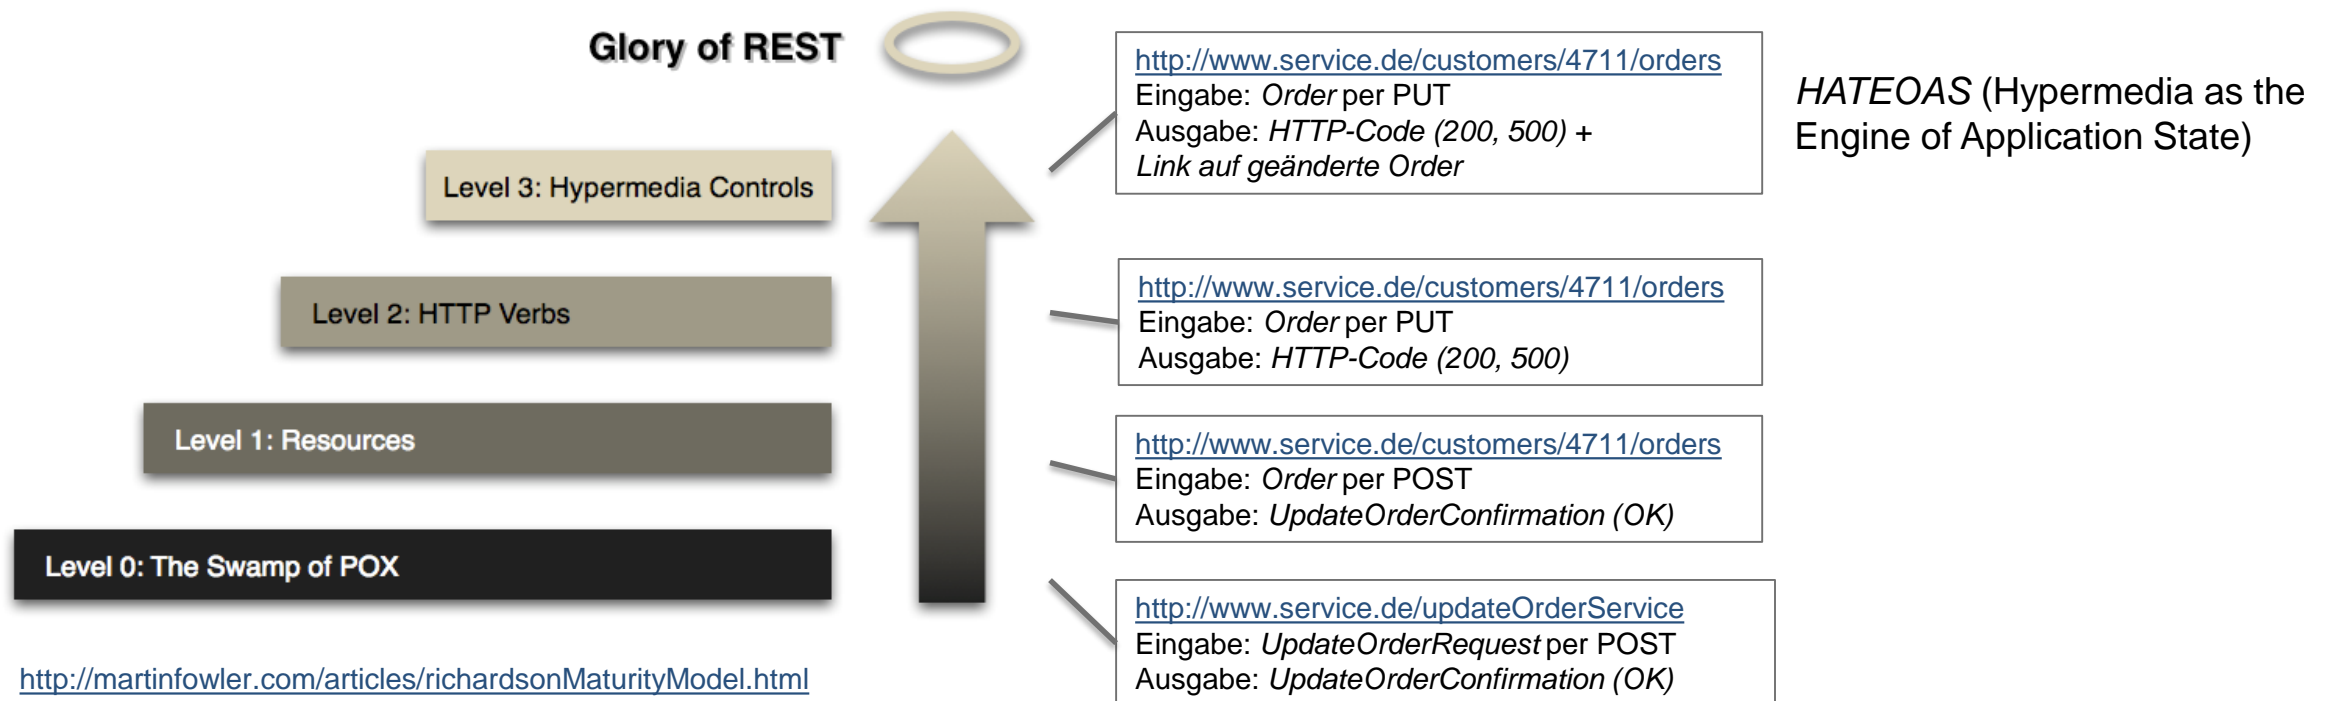 Glory of REST
http://www.service.de/customers/4711/orders
Eingabe: Order per PUT
Ausgabe: HTTP-Code (200, 500) +
Link auf geänderte Order
HATEOAS (Hypermedia as the
Engine of Application State)
Level 3: Hypermedia Controls
http://www.service.de/customers/4711/orders
Eingabe: Order per PUT
Ausgabe: HTTP-Code (200, 500)
Level 2: HTTP Verbs
http://www.service.de/customers/4711/orders
Eingabe: Order per POST
Ausgabe: UpdateOrderConfirmation (OK)
Level 1: Resources
http://www.service.de/updateOrderService
Eingabe: UpdateOrderRequest per POST
Ausgabe: UpdateOrderConfirmation (OK)
Level 0: The Swamp of POX
http://martinfowler.com/articles/richardsonMaturityModel.html